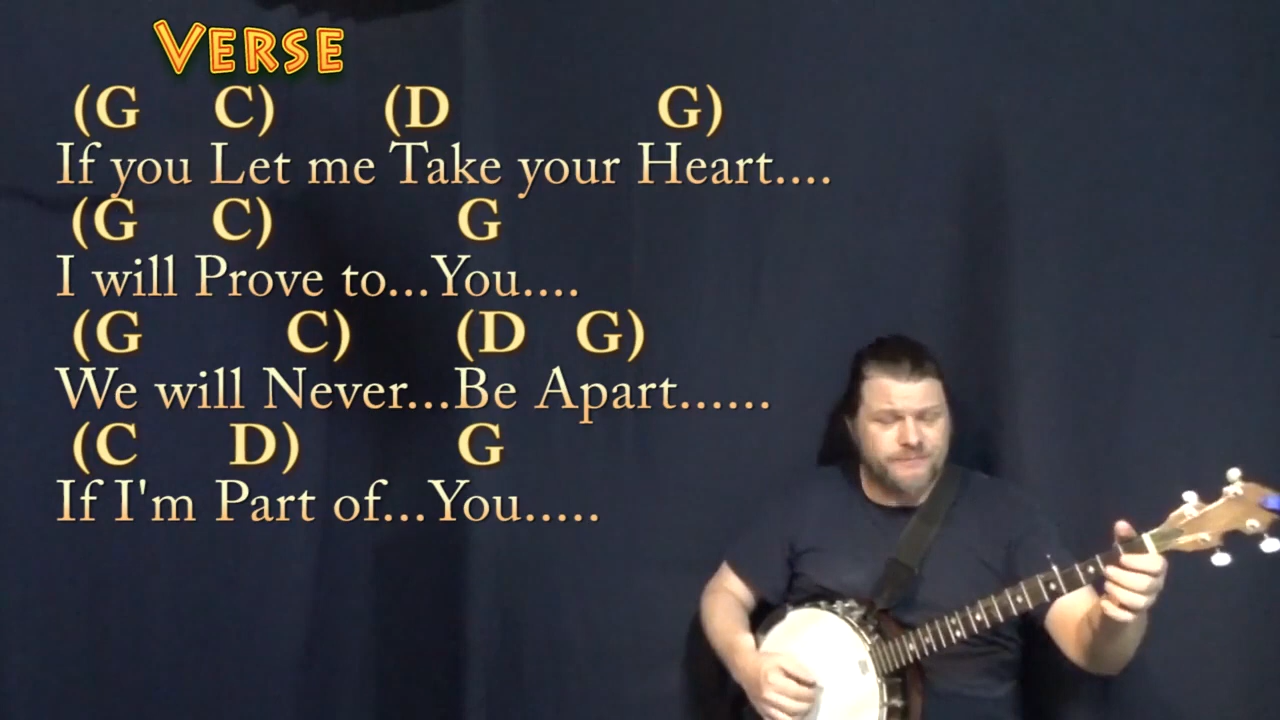 VERSE
(G C) (D G)
If you Let me Take your Heart....
(G C) G
I will Prove to...You....
(G C) (D G)
We will Never...Be Apart......
(C D) G
If I'm Part of...You.....